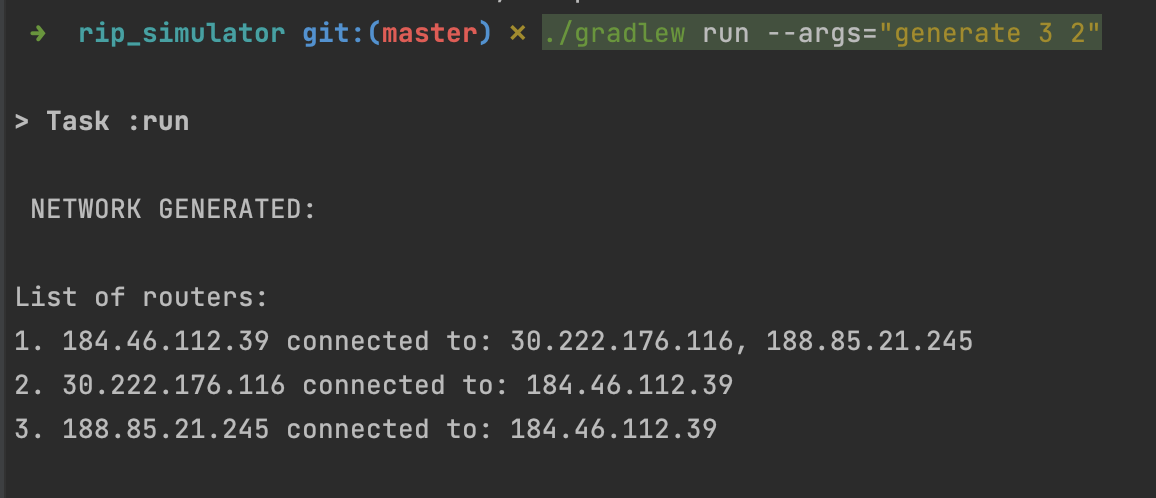 ➜ rip_simulator git:(master) ✗ ./gradlew run --args="generate 3 2"
> Task :run
NETWORK GENERATED:
List of routers:
1. 184.46.112.39 connected to: 30.222.176.116, 188.85.21.245
2. 30.222.176.116 connected to: 184.46.112.39
3. 188.85.21.245 connected to: 184.46.112.39